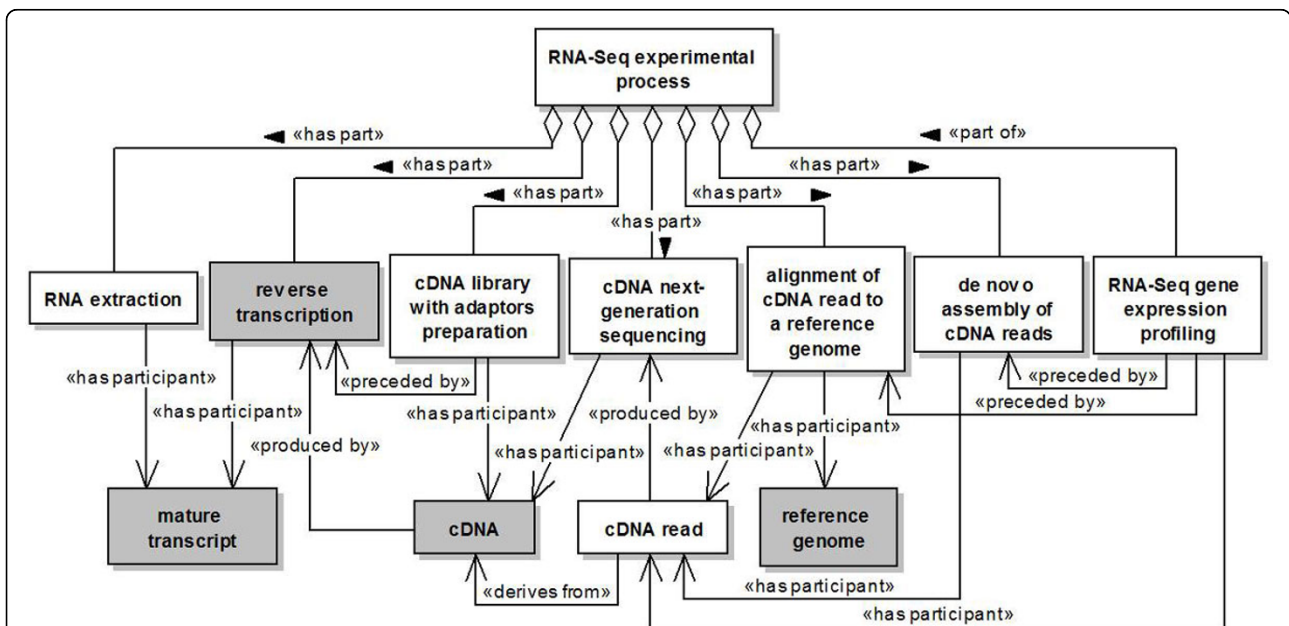 RNA-Seq experimental
process
«has part»
«part of»
«has part»
«has part»
«has part»
«has part»
«has part»
RNA extraction
reverse
transcription
cDNA library
with adaptors
preparation
cDNA next-
generation
sequencing
alignment of
cDNA read to
a reference
genome
de novo
assembly of
cDNA reads
RNA-Seq gene
expression
profiling
«has participant»
«preceded by»
«preceded by»
«preceded by»
«has participant»
«has participant»
«produced by»
«has participant»
«produced by»
«has participant»
«has participant»
mature
transcript
cDNA
cDNA read
reference
genome
«derives from»
«has participant»
«has participant»